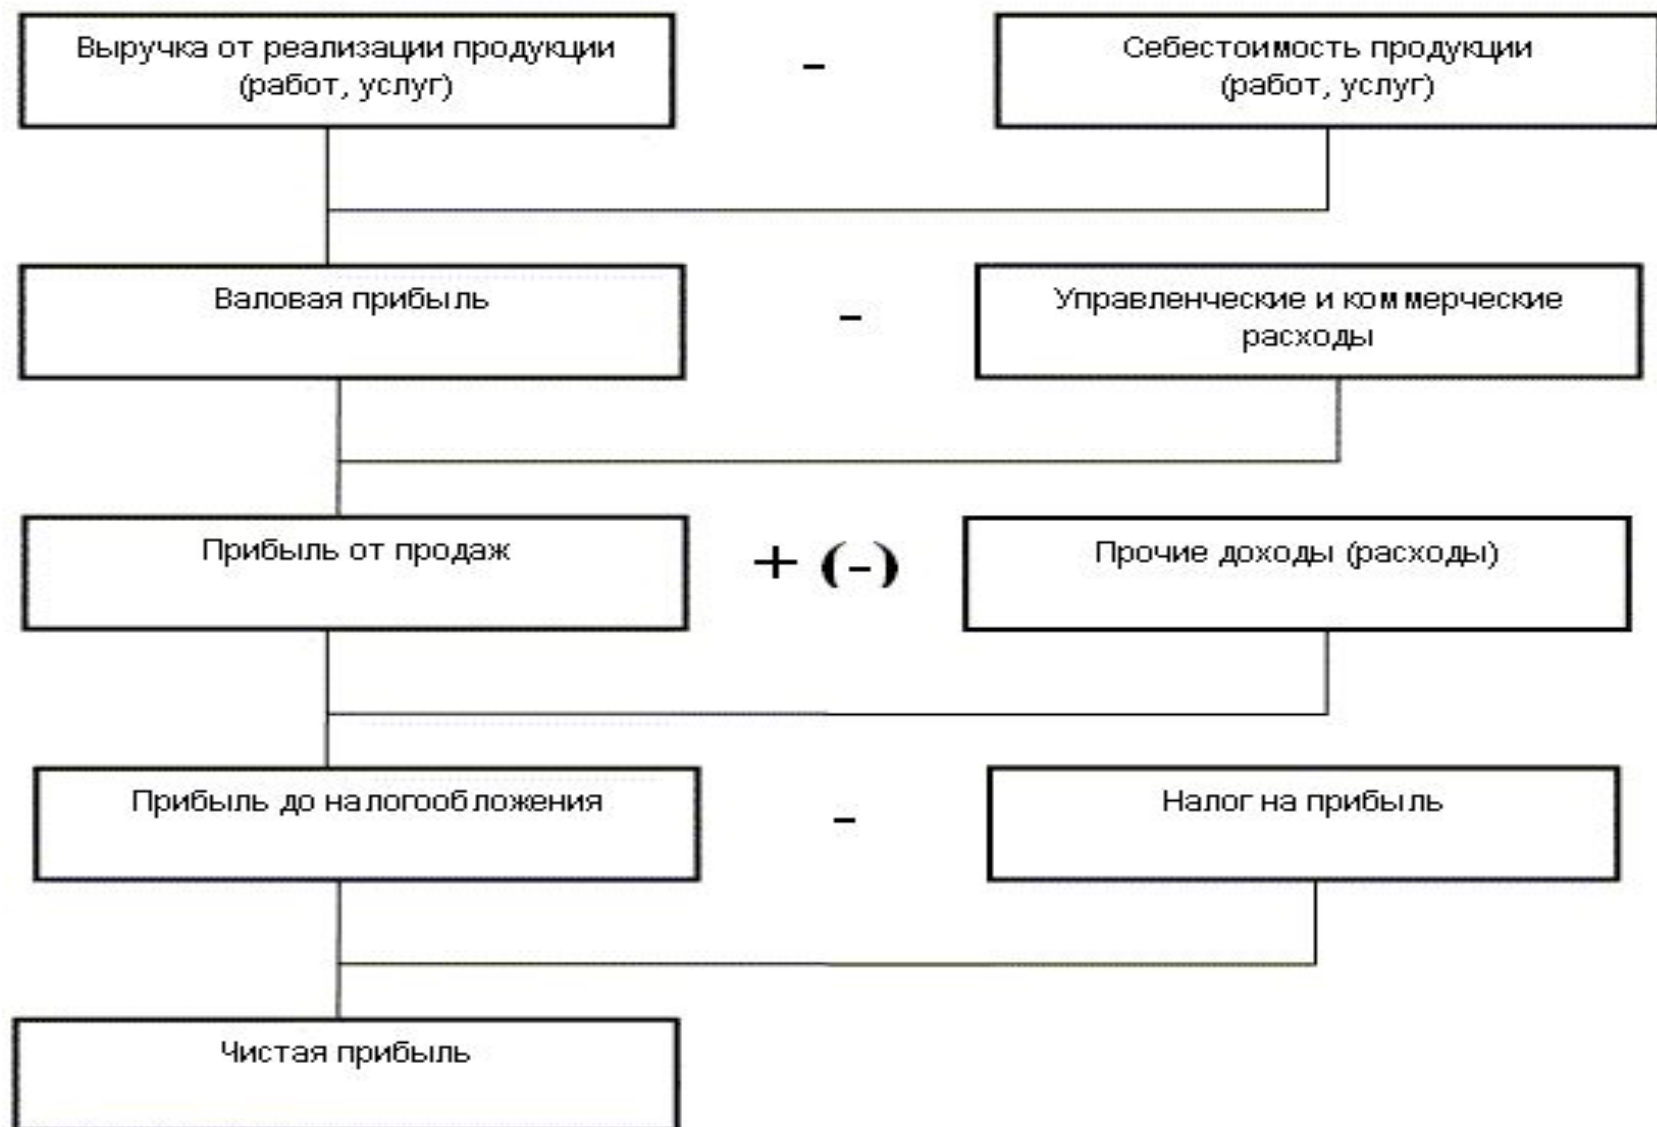 Выручка от реализации продукции
(работ, услуг)
-
Себестоимость продукции
(работ, услуг)
Валовая прибыль
-
Управленческие и коммерческие
расходы
Прибыль от продаж
+ (-)
Прочие доходы (расходы)
Прибыль до налогообложения
-
Налог на прибыль
Чистая прибыль